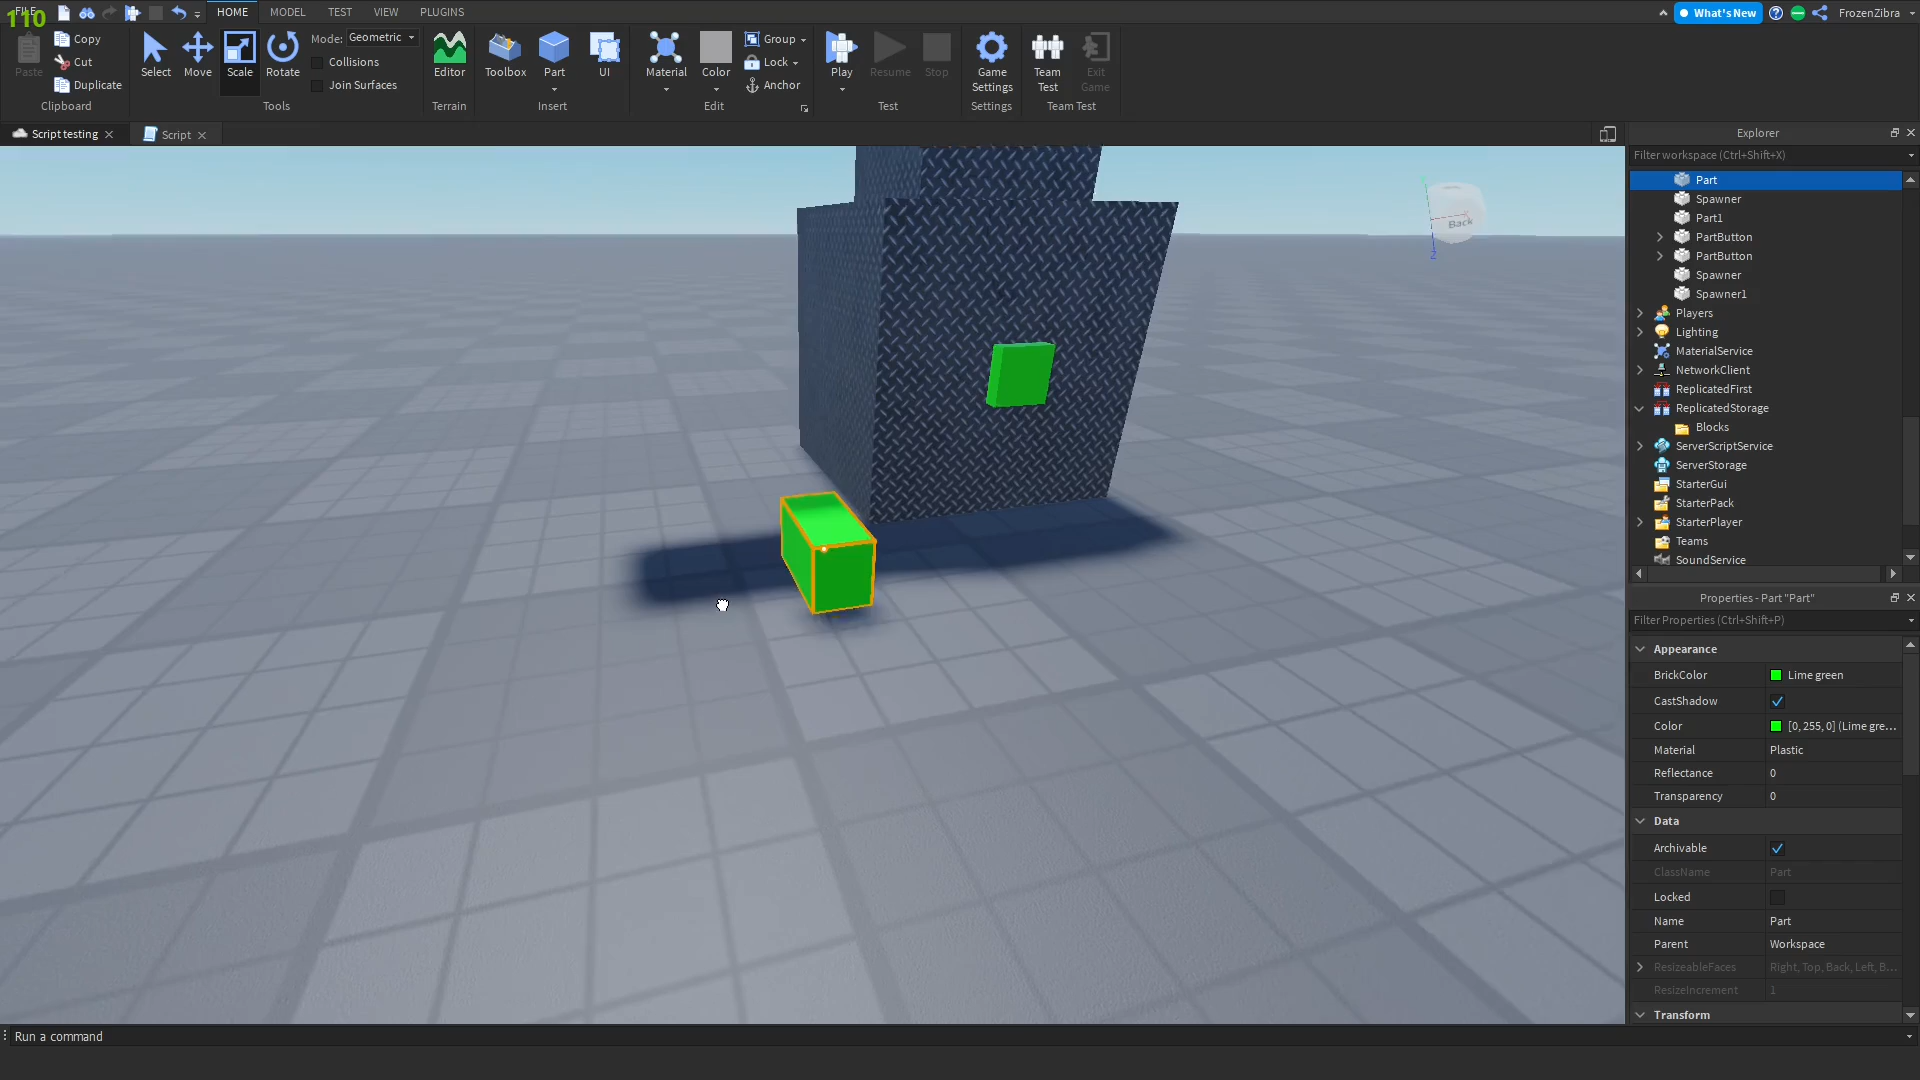 FILE
110
HOME
MODEL
TEST
VIEW
PLUGINS
What's New
FrozenZibra
Paste
Copy
Cut
Duplicate
Clipboard
Select
Move
Scale
Rotate
Mode: Geometric
Collisions
Join Surfaces
Tools
Editor
Terrain
Toolbox
Part
UI
Insert
Material
Color
Group
Lock
Anchor
Edit
Play
Resume
Stop
Test
Game
Settings
Settings
Team
Test
Exit
Game
Team Test
Script testing
Script
Back
Z
Explorer
Filter workspace (Ctrl+Shift+X)
Part
Spawner
Part1
PartButton
PartButton
Spawner
Spawner1
Players
Lighting
MaterialService
NetworkClient
ReplicatedFirst
ReplicatedStorage
Blocks
ServerScriptService
ServerStorage
StarterGui
StarterPack
StarterPlayer
Teams
SoundService
Properties - Part "Part"
Filter Properties (Ctrl+Shift+P)
Appearance
BrickColor Lime green
CastShadow
Color [0, 255, 0] (Lime gre...
Material Plastic
Reflectance 0
Transparency 0
Data
Archivable
ClassName Part
Locked
Name Part
Parent Workspace
ResizeableFaces Right, Top, Back, Left, B...
ResizeIncrement 1
Transform
Run a command